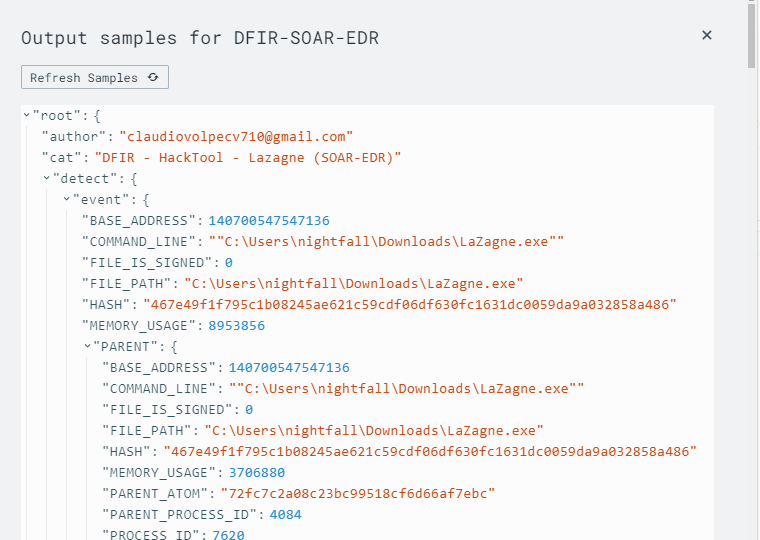 Output samples for DFIR-SOAR-EDR
Refresh Samples
"root": {
"author": "claudiovolpecv710@gmail.com"
"cat": "DFIR - HackTool - Lazagne (SOAR-EDR)"
"detect": {
"event": {
"BASE_ADDRESS": 140700547547136
"COMMAND_LINE": ""C:\Users\nightfall\Downloads\LaZagne.exe""
"FILE_IS_SIGNED": 0
"FILE_PATH": "C:\Users\nightfall\Downloads\LaZagne.exe"
"HASH": "467e49f1f795c1b08245ae621c59cdf06df630fc1631dc0059da9a032858a486"
"MEMORY_USAGE": 8953856
"PARENT": {
"BASE_ADDRESS": 140700547547136
"COMMAND_LINE": ""C:\Users\nightfall\Downloads\LaZagne.exe""
"FILE_IS_SIGNED": 0
"FILE_PATH": "C:\Users\nightfall\Downloads\LaZagne.exe"
"HASH": "467e49f1f795c1b08245ae621c59cdf06df630fc1631dc0059da9a032858a486"
"MEMORY_USAGE": 3706880
"PARENT_ATOM": "72fc7c2a08c23bc99518cf6d66af7ebc"
"PARENT_PROCESS_ID": 4084
"PROCESS_ID": 7620